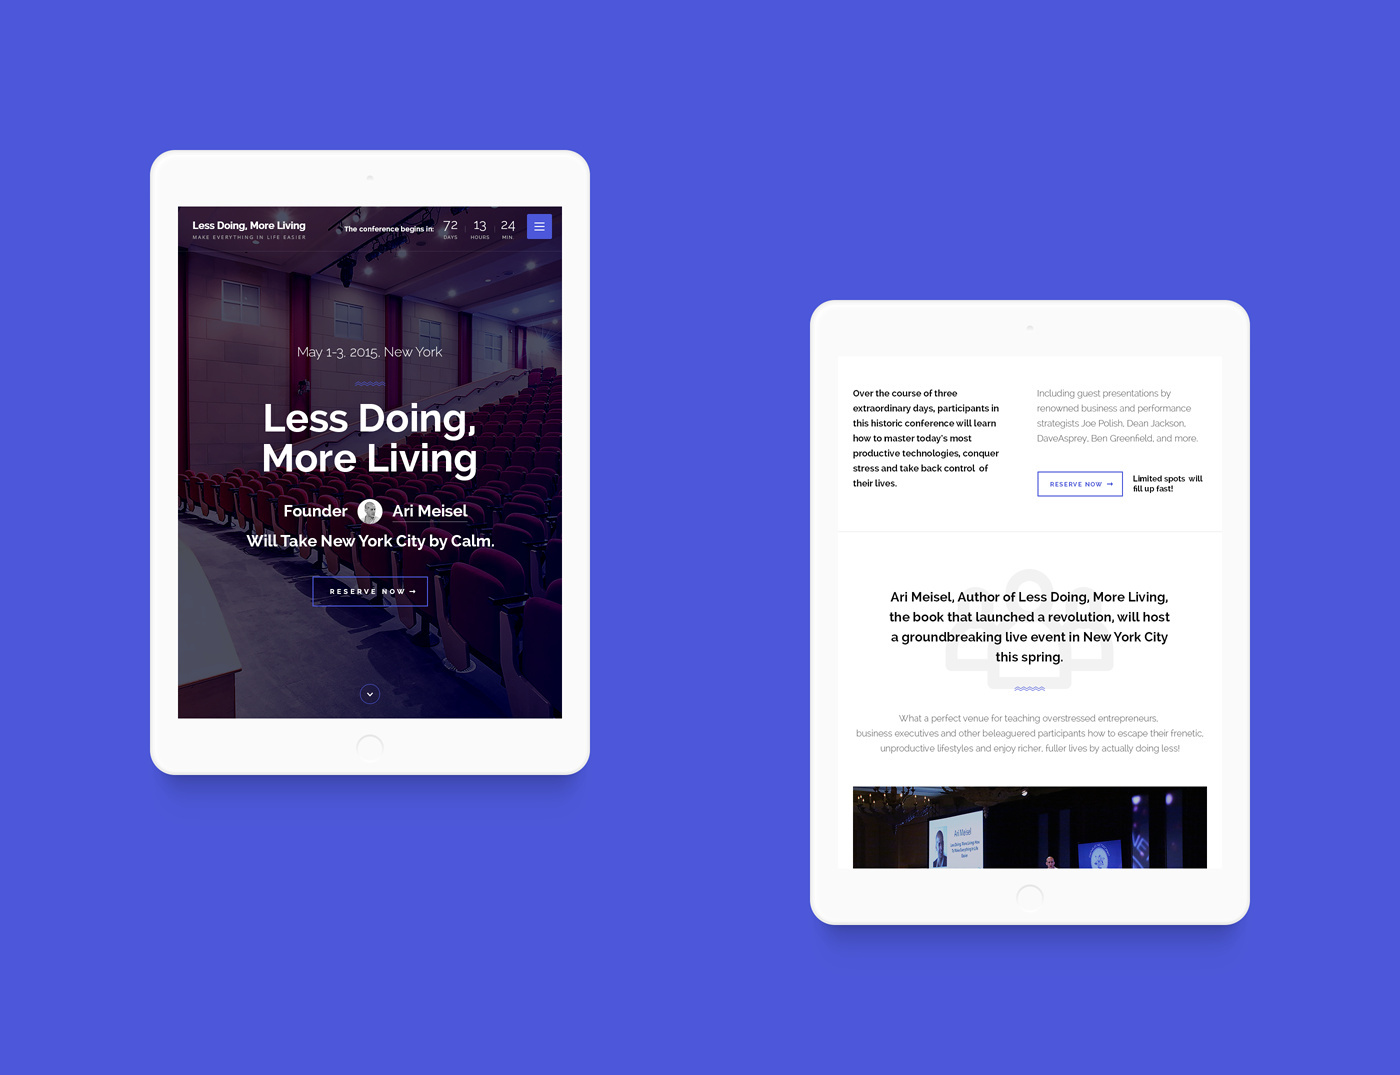 Less Doing, More Living
MAKE EVERYTHING IN LIFE EASIER
The conference begins in:
72 13 24
DAYS HOURS MIN
May 1-3, 2015, New York
Less Doing,
More Living
Founder Ari Meisel
Will Take New York City by Calm.
RESERVE NOW →
Over the course of three
extraordinary days, participants in
this historic conference will learn
how to master today's most
productive technologies, conquer
stress and take back control of
their lives.
Including guest presentations by
renowned business and performance
strategists Joe Polish, Dean Jackson,
DaveAsprey, Ben Greenfield, and more.
RESERVE NOW →
Limited spots will
fill up fast!
Ari Meisel, Author of Less Doing, More Living,
the book that launched a revolution, will host
a groundbreaking live event in New York City
this spring.
What a perfect venue for teaching overstressed entrepreneurs,
business executives and other beleaguered participants how to escape their frenetic,
unproductive lifestyles and enjoy richer, fuller lives by actually doing less!
Ari Meisel